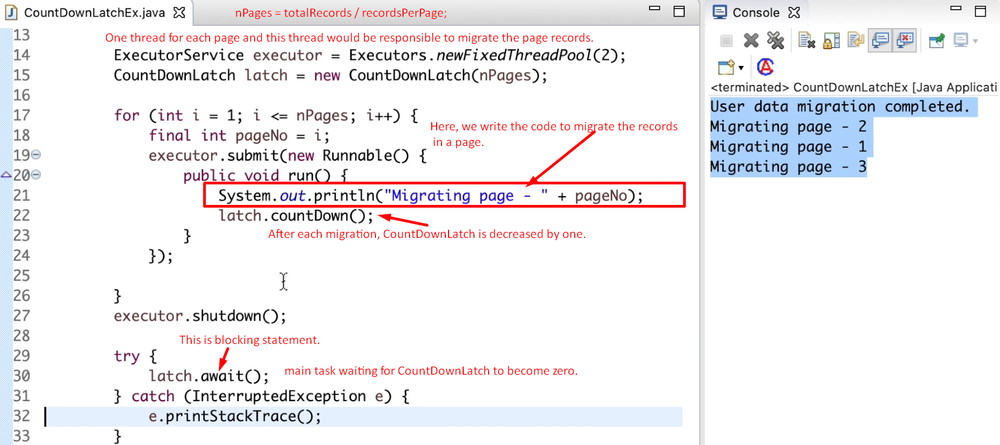 CountDownLatchEx.java
nPages = totalRecords / recordsPerPage;
13
One thread for each page and this thread would be responsible to migrate the page records.
14 ExecutorService executor = Executors.newFixedThreadPool(2);
15 CountDownLatch latch = new CountDownLatch(nPages);
16
17 for (int i = 1; i <= nPages; i++) {
18 final int pageNo = i;
Here, we write the code to migrate the records
in a page.
19 executor.submit(new Runnable() {
20 public void run() {
21 System.out.println("Migrating page - " + pageNo);
22 latch.countDown();
After each migration, CountDownLatch is decreased by one.
23 }
24 });
25
26 }
27 executor.shutdown();
28
This is blocking statement.
29 try {
30 latch.await();
main task waiting for CountDownLatch to become zero.
31 } catch (InterruptedException e) {
32 e.printStackTrace();
33 }
Console
<terminated> CountDownLatchEx [Java Applicati
User data migration completed.
Migrating page - 2
Migrating page - 1
Migrating page - 3